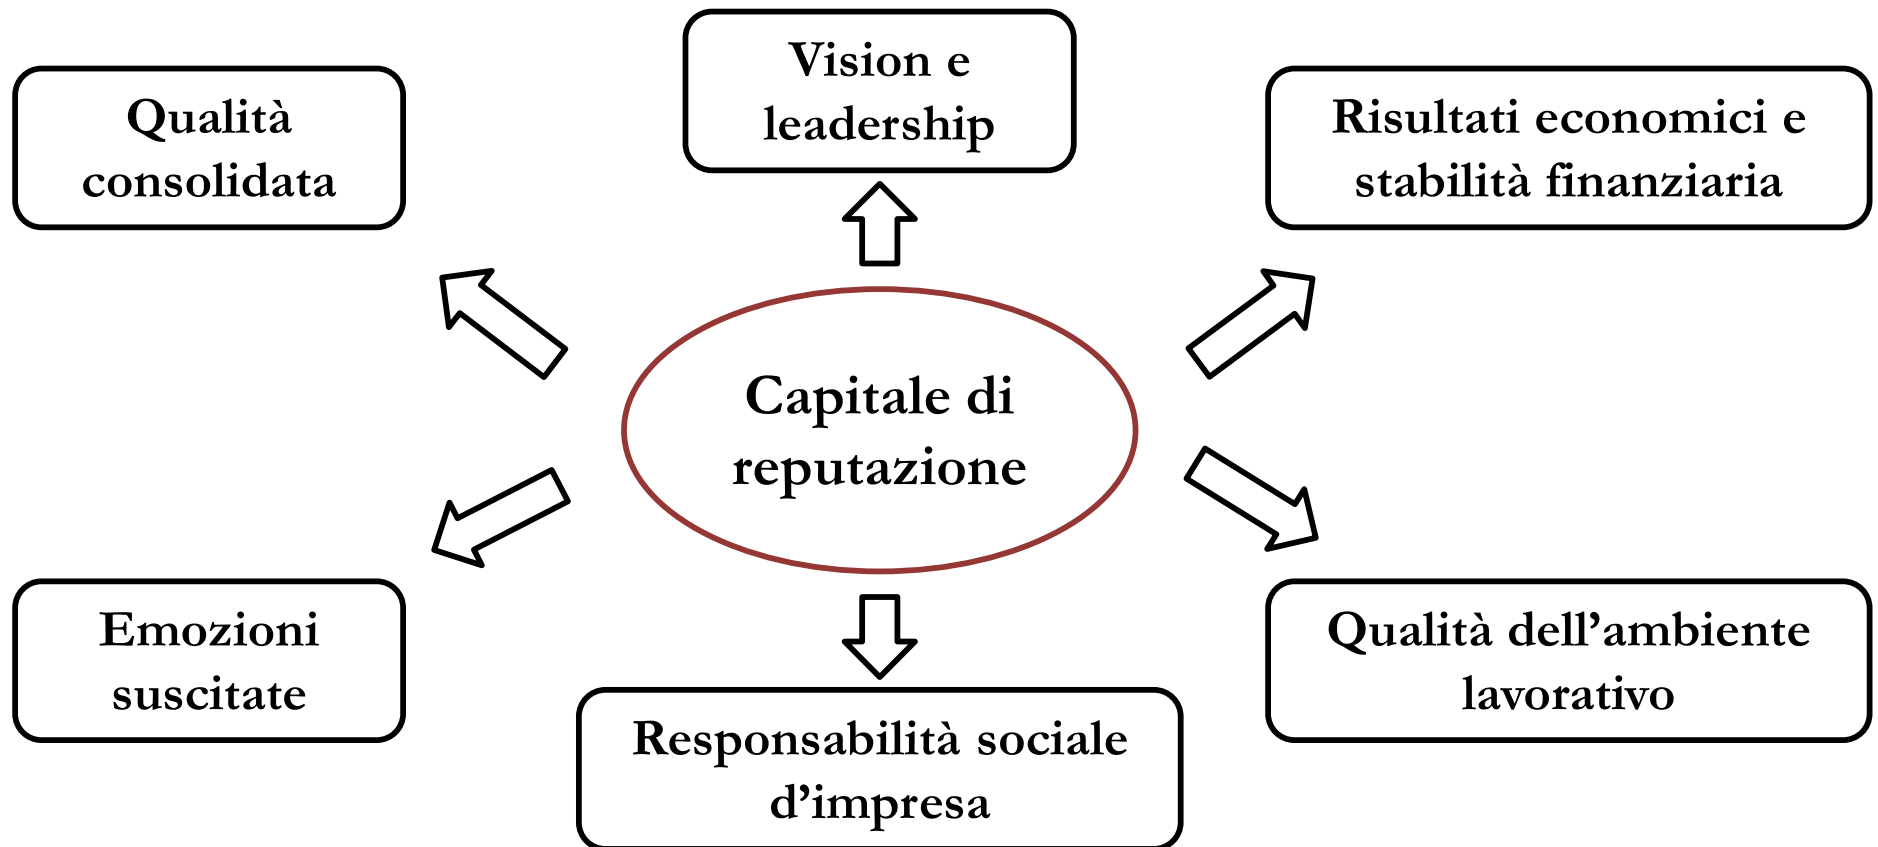 Vision e
leadership
Qualità
consolidata
Risultati economici e
stabilità finanziaria
Capitale di
reputazione
Emozioni
suscitate
Qualità dell’ambiente
lavorativo
Responsabilità sociale
d’impresa